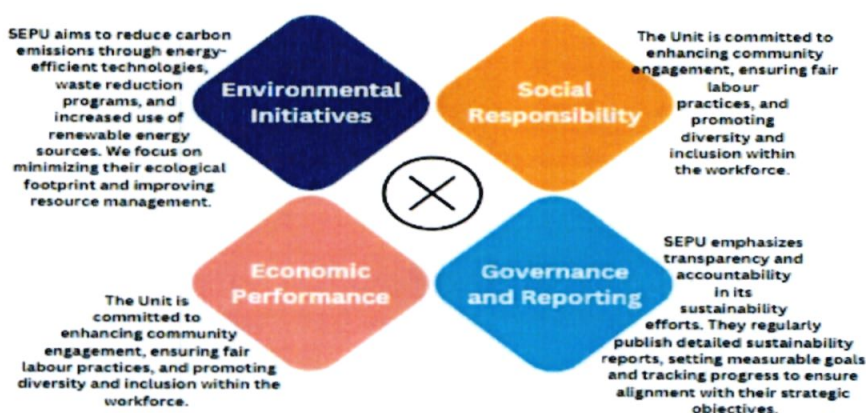 SEPU aims to reduce carbon
emissions through energy-
efficient technologies,
waste reduction
programs, and
increased use of
renewable energy
sources. We focus on
minimizing their ecological
footprint and improving
resource management.
Environmental
Initiatives
Social
Responsibility
The Unit is committed to
enhancing community
engagement, ensuring fair
labour
practices, and
promoting
diversity and
inclusion within
the workforce.
Economic
Performance
The Unit is
committed to
enhancing community
engagement, ensuring fair
labour practices, and promoting
diversity and inclusion within the
workforce.
Governance
and Reporting
SEPU emphasizes
transparency and
accountability
in its
sustainability
efforts. They regularly
publish detailed sustainability
reports, setting measurable goals
and tracking progress to ensure
alignment with their strategic
objectives.